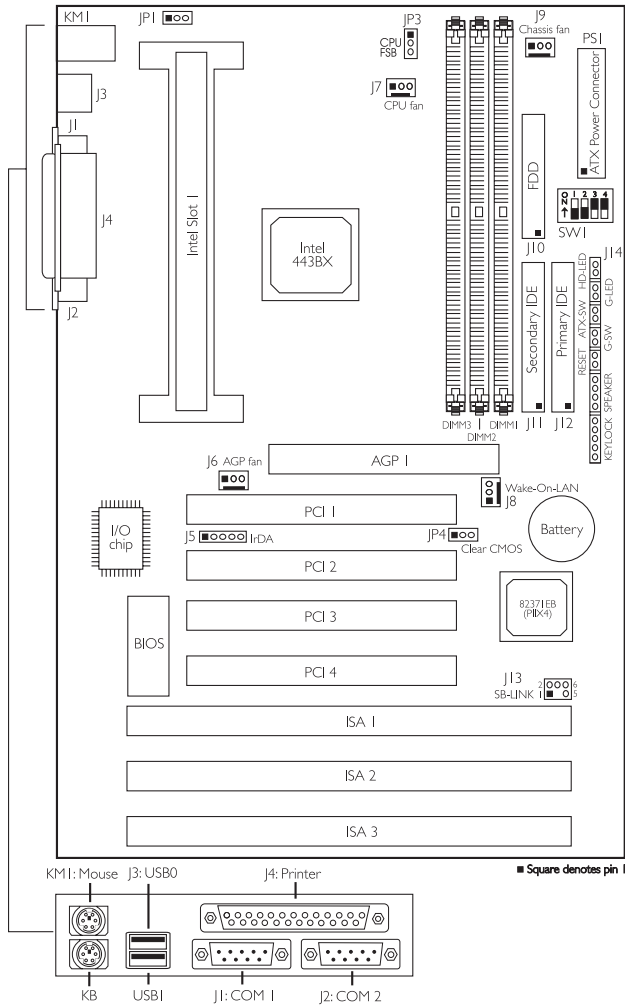 KM1
JP1
JP3
CPU
FSB
J9
Chassis fan
PS1
J3
J7
CPU fan
ATX Power Connector
J1
FDD
J4
Intel Slot 1
ON
1 2 3 4
SW1
Intel
443BX
J10
J14
J2
Secondary IDE
Primary IDE
HD-LED
G-LED
ATX-SW
G-SW
RESET
SPEAKER
KEYLOCK
DIMM3
DIMM2
DIMM1
J11
J12
J6 AGP fan
AGP 1
Wake-On-LAN
J8
PCI 1
I/O
chip
J5
IrDA
JP4
Clear CMOS
Battery
PCI 2
82371EB
(PIIX4)
BIOS
PCI 3
PCI 4
J13
SB-LINK
2
6
1
5
ISA 1
ISA 2
ISA 3
■ Square denotes pin 1
KM1: Mouse
J3: USB0
J4: Printer
KB
USB1
J1: COM 1
J2: COM 2